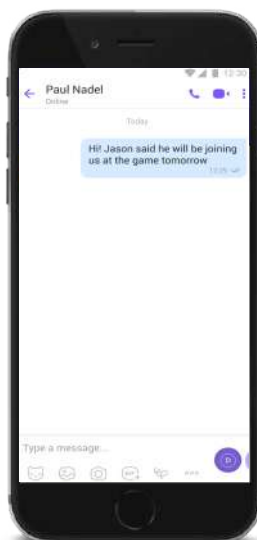 12:30
Paul Nadel
Online
Today
Hi! Jason said he will be joining
us at the game tomorrow
Type a message...
GIF